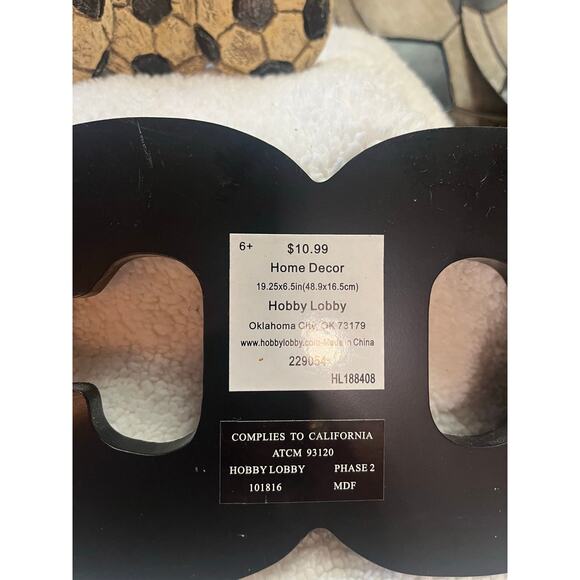 6+ $10.99
Home Decor
19.25x6.5in(48.9x16.5cm)
Hobby Lobby
Oklahoma City, OK 73179
www.hobbylobby.com-Made in China
229054
HL188408
COMPLIES TO CALIFORNIA
ATCM 93120
HOBBY LOBBY PHASE 2
101816 MDF